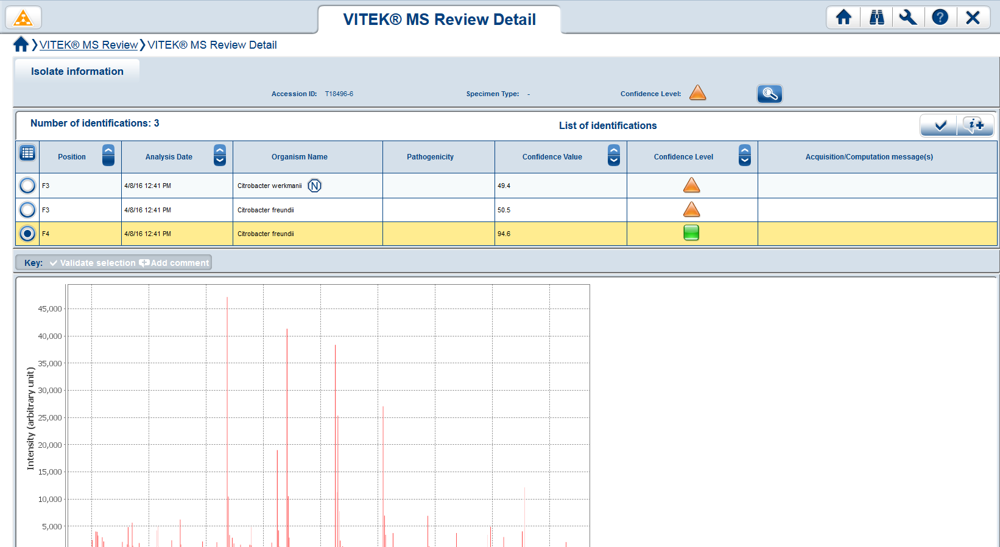 VITEK® MS Review Detail
VITEK® MS Review❯VITEK® MS Review Detail
Isolate information
Accession ID: T18496-6 Specimen Type: - Confidence Level:
Number of identifications: 3 List of identifications
Position Analysis Date Organism Name Pathogenicity Confidence Value Confidence Level Acquisition/Computation message(s)
F3 4/8/16 12:41 PM Citrobacter werkmanii N 49.4
F3 4/8/16 12:41 PM Citrobacter freundii 50.5
F4 4/8/16 12:41 PM Citrobacter freundii 94.6
Key: Validate selection Add comment
Intensity (arbitrary unit)
45,000
40,000
35,000
30,000
25,000
20,000
15,000
10,000
5,000